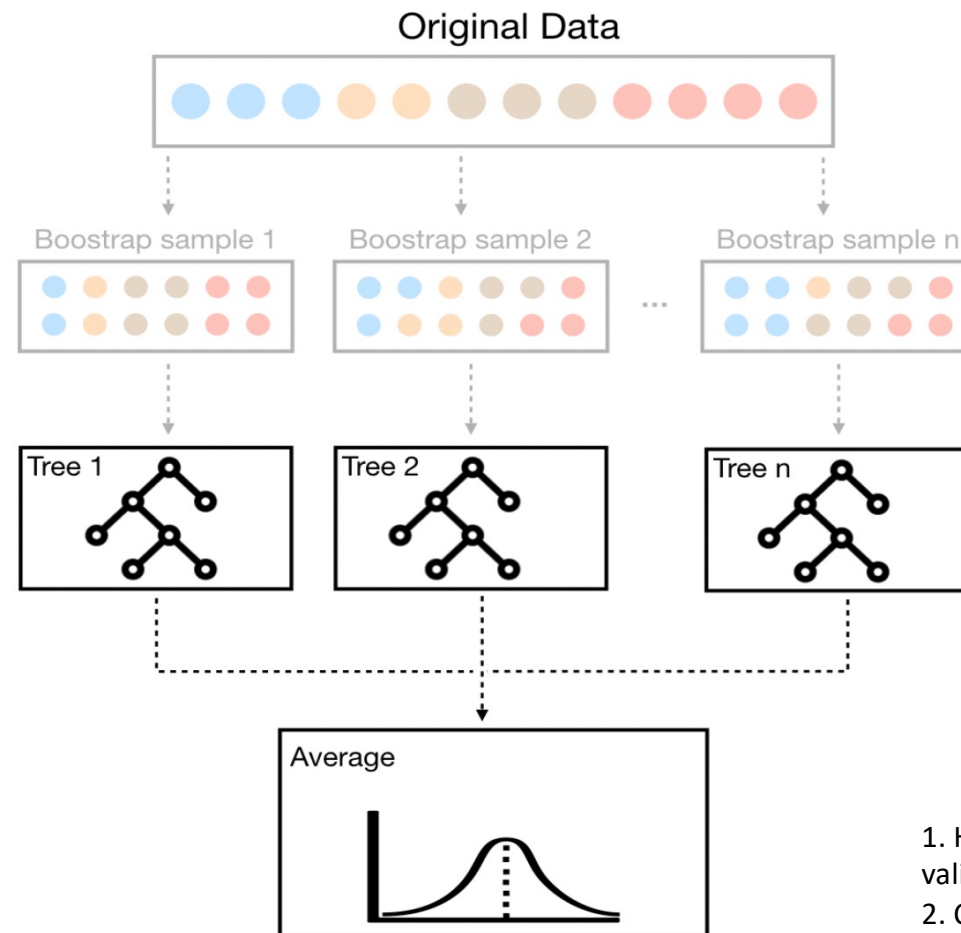 Original Data
Boostrap sample 1
Boostrap sample 2
Boostrap sample n
...
Tree 1
Tree 2
Tree n
Average
1. H
vali
2. C